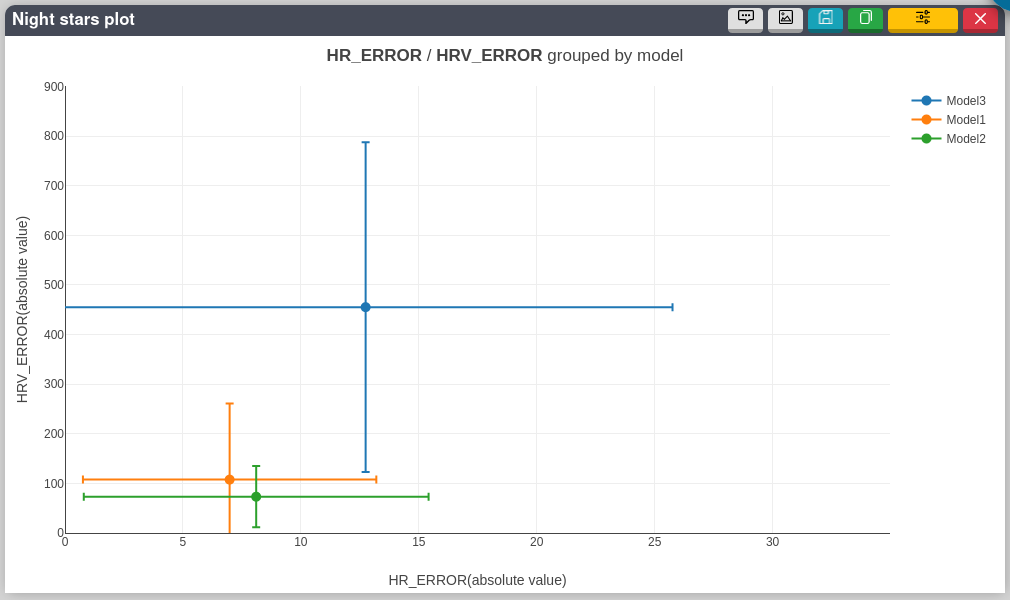 Night stars plot
HR_ERROR / HRV_ERROR grouped by model
HRV_ERROR(absolute value)
900
800
700
600
500
400
300
200
100
0
0 5 10 15 20 25 30
HR_ERROR(absolute value)
Model3
Model1
Model2